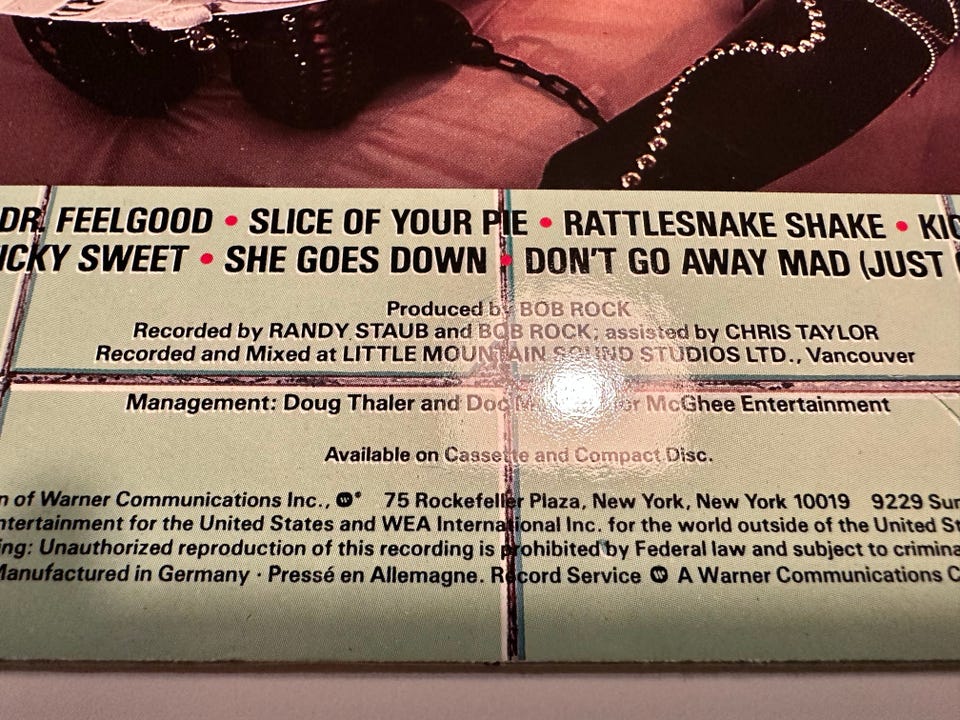 DR. FEELGOOD • SLICE OF YOUR PIE • RATTLESNAKE SHAKE •
SWEET • SHE GOES DOWN • DON'T GO AWAY MAD (JUST
Produced by BOB ROCK
Recorded by RANDY STAUB and BOB ROCK; assisted by CHRIS TAYLOR
Recorded and Mixed at LITTLE MOUNTAIN SOUND STUDIOS LTD., Vancouver
Management: Doug Thaler and Doc McGhee Entertainment
Available on Cassette and Compact Disc.
of Warner Communications Inc., 75 Rockefeller Plaza, New York, New York 10019 9229
for the United States and WEA International Inc. for the world outside of the United
Unauthorized reproduction of this recording is prohibited by Federal law and subject to
Manufactured in Germany · Pressé en Allemagne. Record Service A Warner Communications